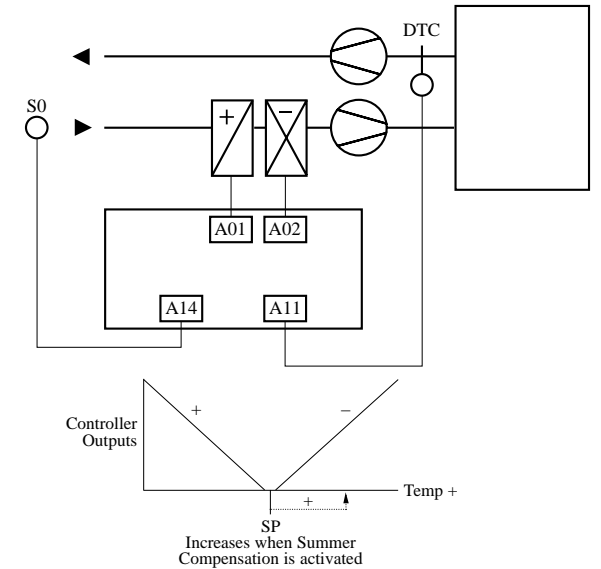 DTC
S0
+
−
A01
A02
A14
A11
+
−
Controller
Outputs
Temp +
+
SP
Increases when Summer
Compensation is activated